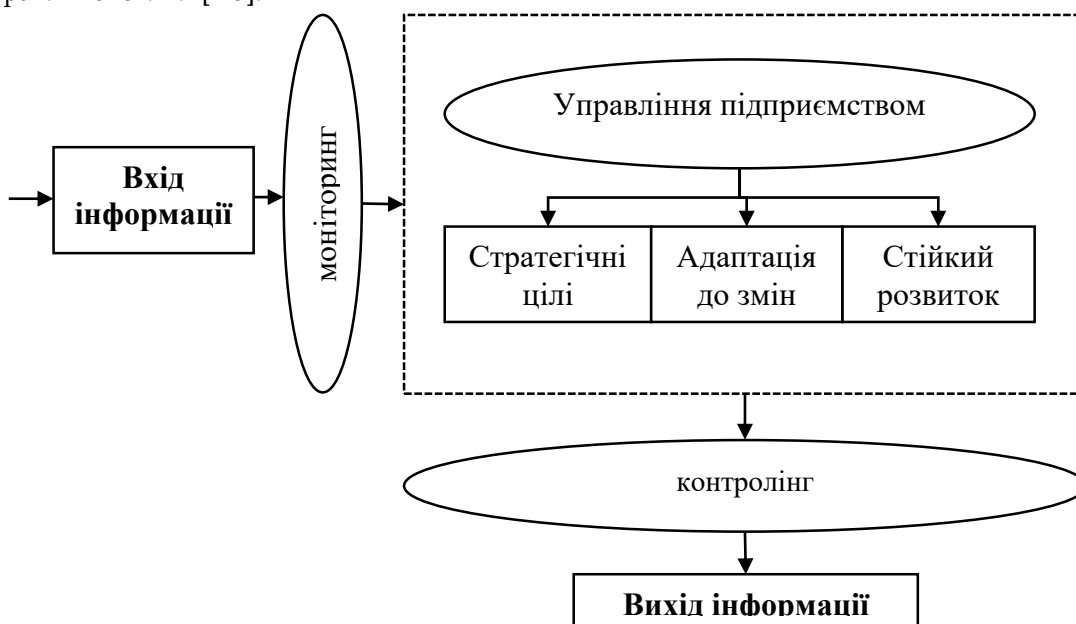 Управління підприємством
Вхід
інформації
моніторинг
Стратегічні
цілі
Адаптація
до змін
Стійкий
розвиток
контролінг
Вихід інформації